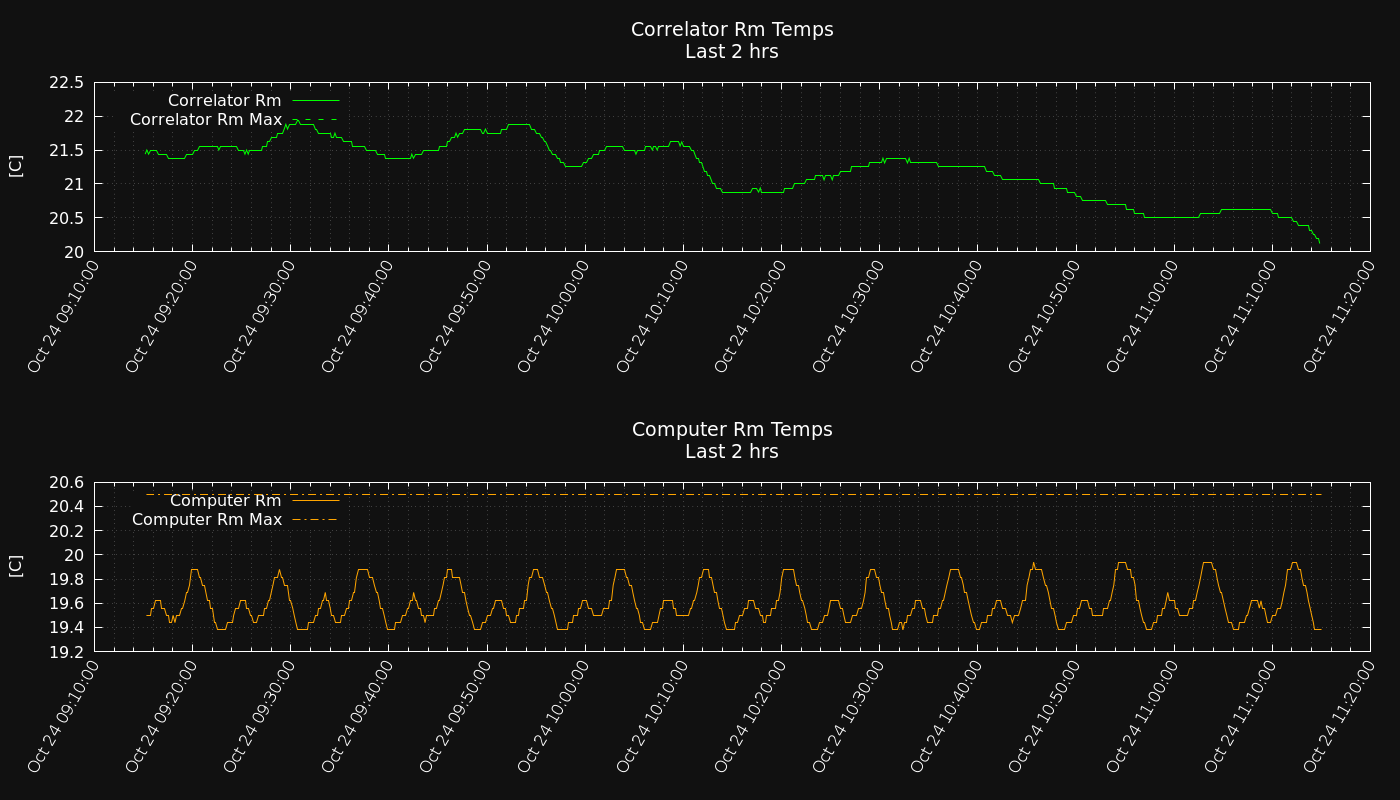 Correlator Rm Temps
Last 2 hrs
22.5
22
21.5
21
20.5
20
[C]
Correlator Rm
Correlator Rm Max
Oct 24 09:10:00
Oct 24 09:20:00
Oct 24 09:30:00
Oct 24 09:40:00
Oct 24 09:50:00
Oct 24 10:00:00
Oct 24 10:10:00
Oct 24 10:20:00
Oct 24 10:30:00
Oct 24 10:40:00
Oct 24 10:50:00
Oct 24 11:00:00
Oct 24 11:10:00
Oct 24 11:20:00
Computer Rm Temps
Last 2 hrs
20.6
20.4
20.2
20
19.8
19.6
19.4
19.2
[C]
Computer Rm
Computer Rm Max
Oct 24 09:10:00
Oct 24 09:20:00
Oct 24 09:30:00
Oct 24 09:40:00
Oct 24 09:50:00
Oct 24 10:00:00
Oct 24 10:10:00
Oct 24 10:20:00
Oct 24 10:30:00
Oct 24 10:40:00
Oct 24 10:50:00
Oct 24 11:00:00
Oct 24 11:10:00
Oct 24 11:20:00